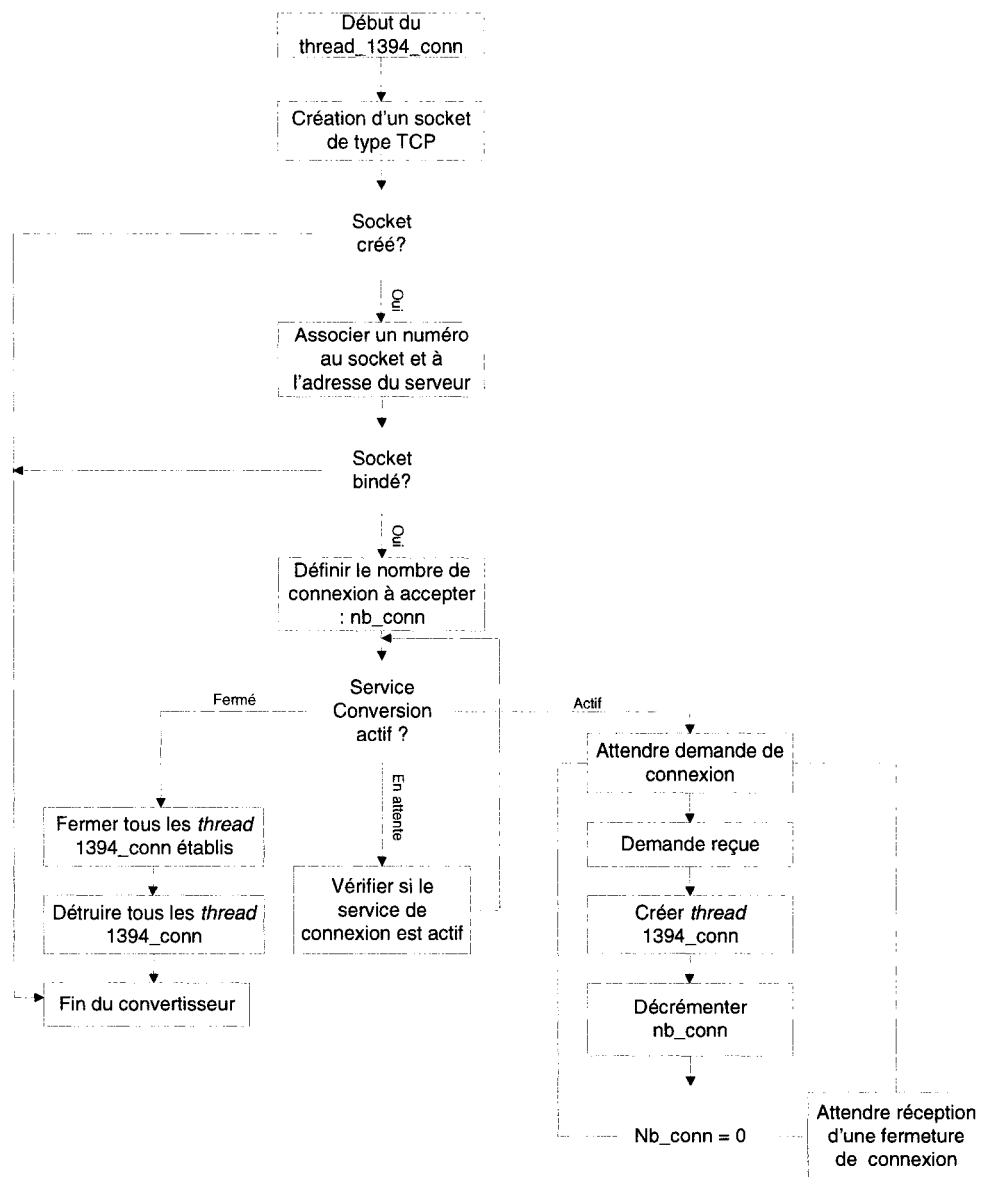 Début du
thread_1394_conn
Création d'un socket
de type TCP
Socket
créé?
Oui
Associer un numéro
au socket et à
l'adresse du serveur
Socket
bindé?
Oui
Définir le nombre de
connexion à accepter
: nb_conn
Service
Conversion
actif ?
Fermé
Actif
En attente
Fermer tous les thread
1394_conn établis
Détruire tous les thread
1394_conn
Fin du convertisseur
Vérifier si le
service de
connexion est actif
Attendre demande de
connexion
Demande reçue
Créer thread
1394_conn
Décrémenter
nb_conn
Nb_conn = 0
Attendre réception
d'une fermeture
de connexion